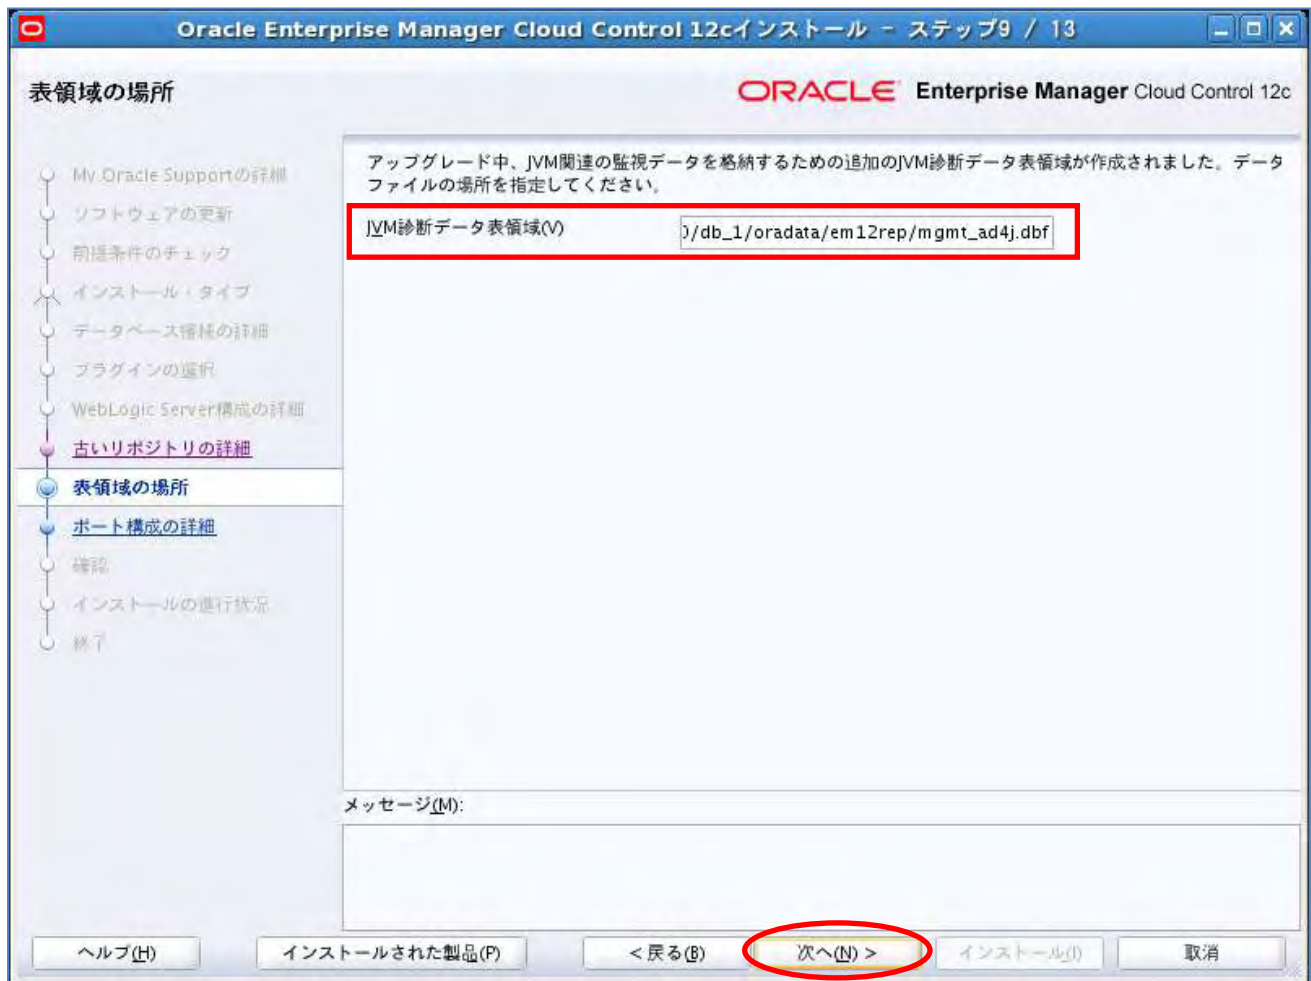 Oracle Enterprise Manager Cloud Control 12cインストール - ステップ9 / 13
表領域の場所
ORACLE Enterprise Manager Cloud Control 12c
My Oracle Supportの詳細
ソフトウェアの更新
前提条件のチェック
インストール・タイプ
データベース接続の詳細
プラグインの選択
WebLogic Server構成の詳細
古いリポジトリの詳細
表領域の場所
ポート構成の詳細
確認
インストールの進行状況
終了
アップグレード中、JVM関連の監視データを格納するための追加のJVM診断データ表領域が作成されました。データ
ファイルの場所を指定してください。
JVM診断データ表領域(V)
)/db_1/oradata/em12rep/mgmt_ad4j.dbf
メッセージ(M):
ヘルプ(H)
インストールされた製品(P)
< 戻る(B)
次へ(N) >
インストール(I)
取消